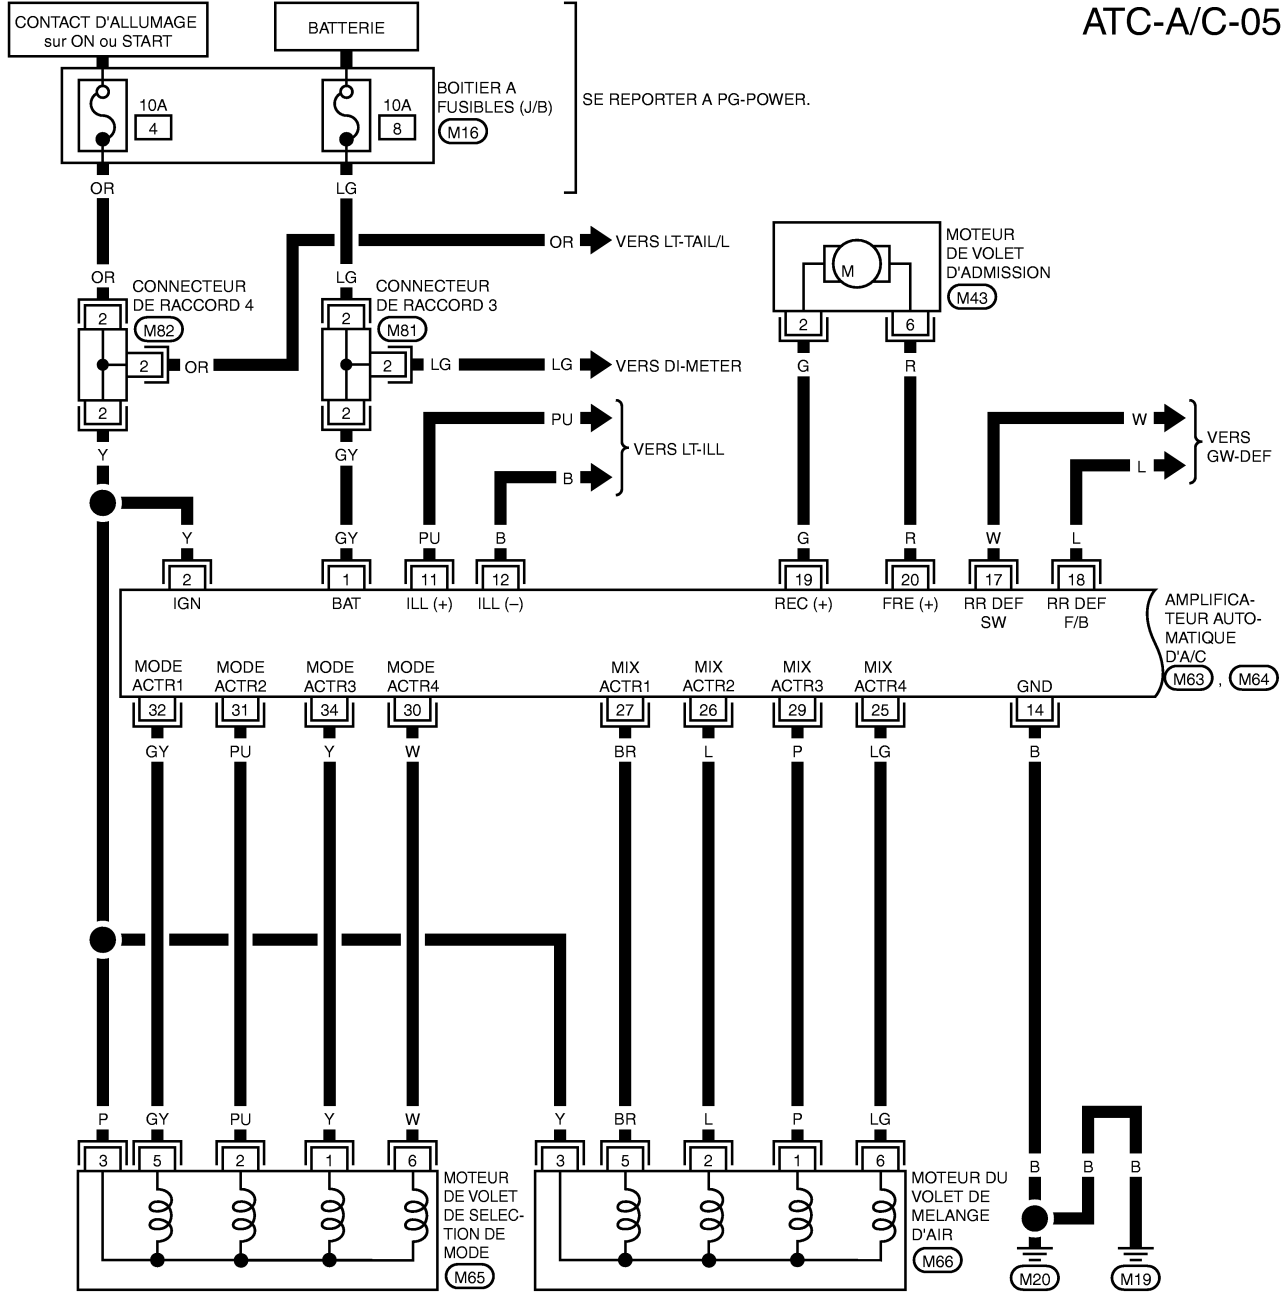 ATC-A/C-05
CONTACT D'ALLUMAGE
sur ON ou START
BATTERIE
10A
4
10A
8
BOITIER A
FUSIBLES (J/B)
M16
SE REPORTER A PG-POWER.
OR
LG
OR
VERS LT-TAIL/L
MOTEUR
DE VOLET
D'ADMISSION
M43
M
OR
LG
CONNECTEUR
DE RACCORD 4
M82
CONNECTEUR
DE RACCORD 3
M81
2
2
2
6
2
OR
2
LG
LG
VERS DI-METER
G
R
2
2
PU
B
VERS LT-ILL
W
L
VERS
GW-DEF
Y
GY
Y
GY
PU
B
G
R
W
L
2
1
11
12
19
20
17
18
IGN
BAT
ILL (+)
ILL (–)
REC (+)
FRE (+)
RR DEF
SW
RR DEF
F/B
AMPLIFICA-
TEUR AUTO-
MATIQUE
D'A/C
M63 , M64
MODE
ACTR1
MODE
ACTR2
MODE
ACTR3
MODE
ACTR4
MIX
ACTR1
MIX
ACTR2
MIX
ACTR3
MIX
ACTR4
GND
32
31
34
30
27
26
29
25
14
GY
PU
Y
W
BR
L
P
LG
B
P
GY
PU
Y
W
Y
BR
L
P
LG
3
5
2
1
6
3
5
2
1
6
B
B
B
MOTEUR
DE VOLET
DE SELEC-
TION DE
MODE
M65
MOTEUR DU
VOLET DE
MELANGE
D'AIR
M66
M20
M19